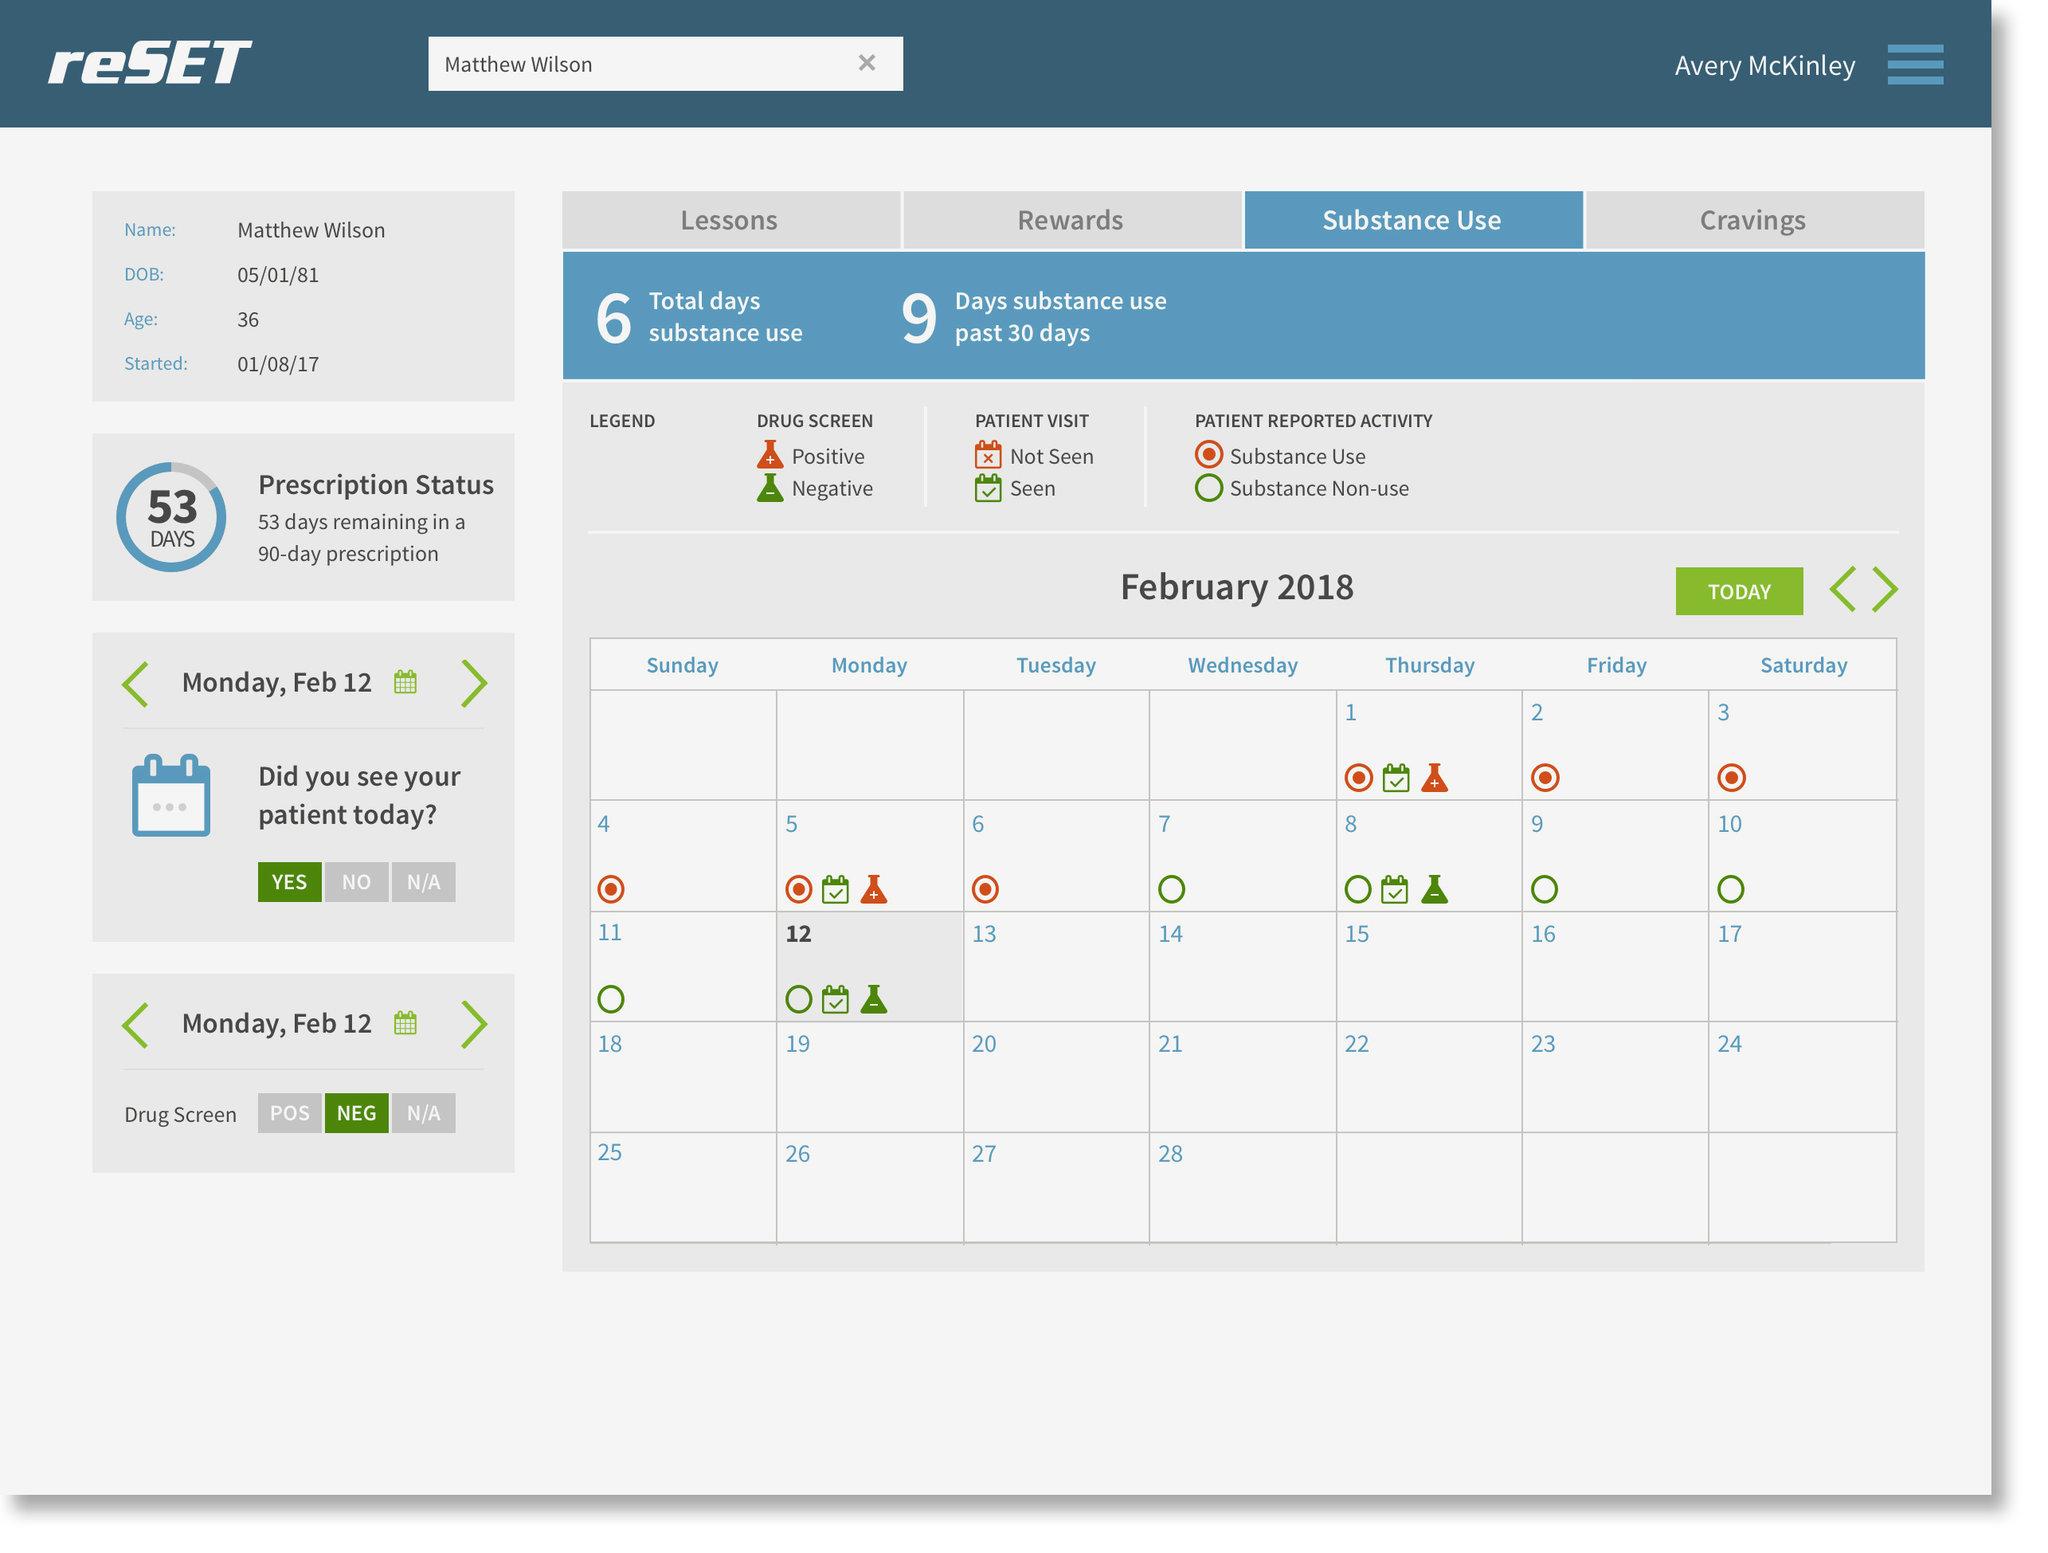 reSET
Matthew Wilson ×
Avery McKinley
Name: Matthew Wilson
DOB: 05/01/81
Age: 36
Started: 01/08/17
53
DAYS
Prescription Status
53 days remaining in a
90-day prescription
Monday, Feb 12
Did you see your
patient today?
YES NO N/A
Monday, Feb 12
Drug Screen POS NEG N/A
Lessons Rewards Substance Use Cravings
6 Total days
substance use
9 Days substance use
past 30 days
LEGEND
DRUG SCREEN
Positive
Negative
PATIENT VISIT
Not Seen
Seen
PATIENT REPORTED ACTIVITY
Substance Use
Substance Non-use
February 2018
TODAY
Sunday Monday Tuesday Wednesday Thursday Friday Saturday
1 2 3
4 5 6 7 8 9 10
11 12 13 14 15 16 17
18 19 20 21 22 23 24
25 26 27 28